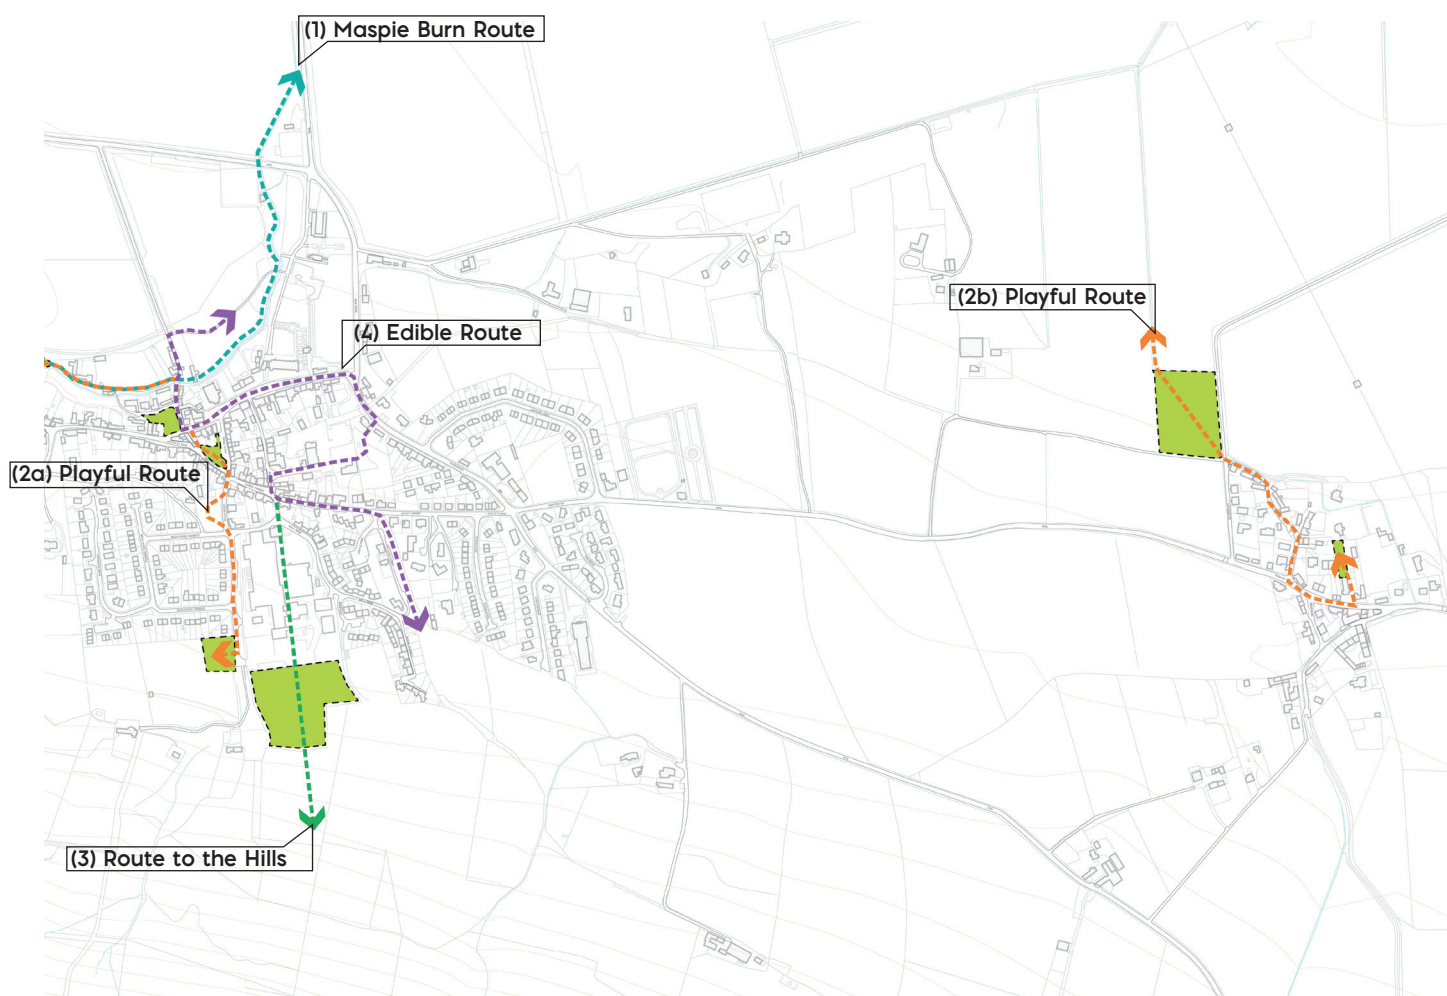 (1) Maspie Burn Route
(2b) Playful Route
(4) Edible Route
(2a) Playful Route
(3) Route to the Hills